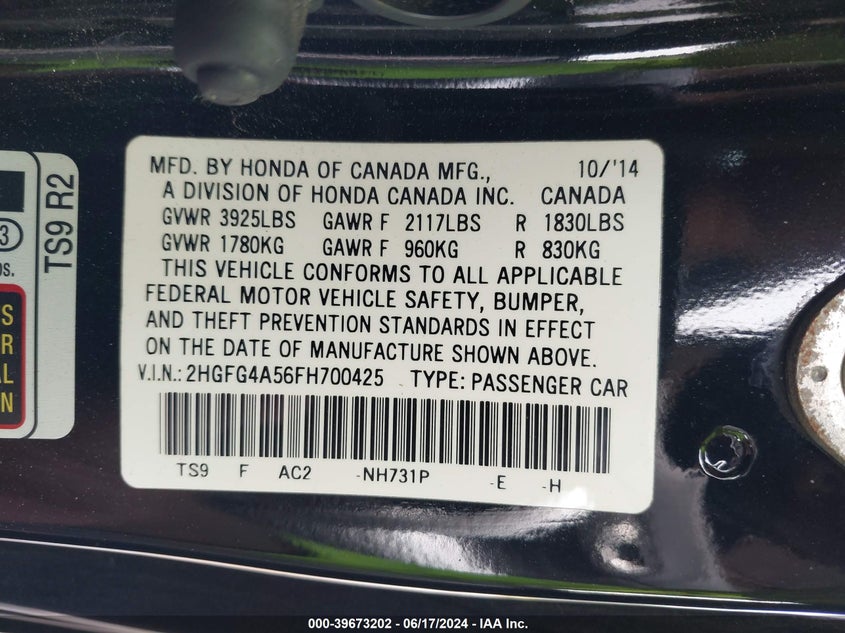 MFD. BY HONDA OF CANADA MFG., 10/'14
A DIVISION OF HONDA CANADA INC. CANADA
GVWR 3925LBS GAWR F 2117LBS R 1830LBS
GVWR 1780KG GAWR F 960KG R 830KG
THIS VEHICLE CONFORMS TO ALL APPLICABLE
FEDERAL MOTOR VEHICLE SAFETY, BUMPER,
AND THEFT PREVENTION STANDARDS IN EFFECT
ON THE DATE OF MANUFACTURE SHOWN ABOVE.
V.I.N.: 2HGFG4A56FH700425 TYPE: PASSENGER CAR
TS9 F AC2 -NH731P -E -H
TS9 R2
3
000-39673202 - 06/17/2024 - IAA Inc.